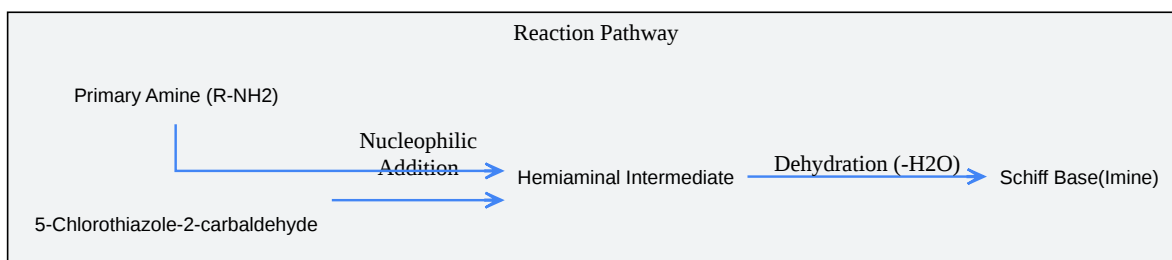 Reaction Pathway
Primary Amine (R-NH2)
Nucleophilic
Addition
Dehydration (-H2O)
Hemiaminal Intermediate
Schiff Base(Imine)
5-Chlorothiazole-2-carbaldehyde